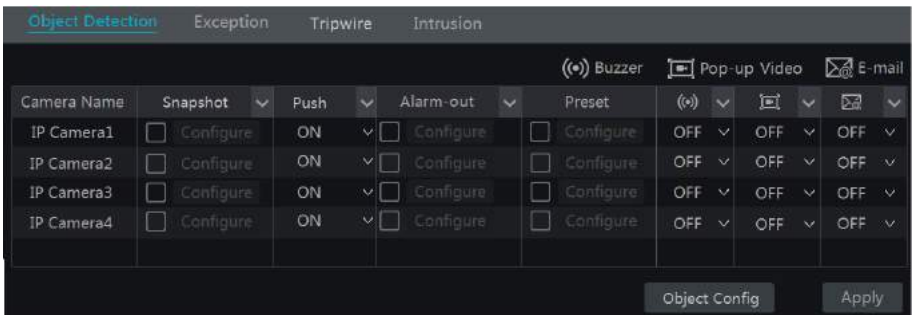 Object Detection Exception Tripwire Intrusion
Buzzer Pop-up Video E-mail
Camera Name Snapshot Push Alarm-out Preset
IP Camera1 Configure ON Configure Configure OFF OFF OFF
IP Camera2 Configure ON Configure Configure OFF OFF OFF
IP Camera3 Configure ON Configure Configure OFF OFF OFF
IP Camera4 Configure ON Configure Configure OFF OFF OFF
Object Config Apply